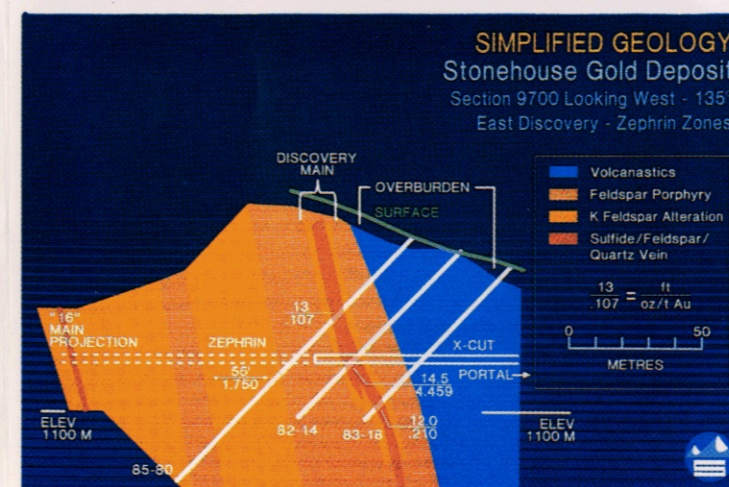 SIMPLIFIED GEOLOGY
Stonehouse Gold Deposit
Section 9700 Looking West - 135°
East Discovery - Zephrin Zones
DISCOVERY
MAIN
OVERBURDEN
SURFACE
Volcanastics
Feldspar Porphyry
K Feldspar Alteration
Sulfide/Feldspar/
Quartz Vein
13 = ft
.107 oz/t Au
0 50
METRES
13
.107
"16"
MAIN
PROJECTION
ZEPHRIN
X-CUT
56'
1.750
PORTAL
14.5
4.459
12.0
.210
ELEV
1100 M
82-14
83-18
ELEV
1100 M
85-80